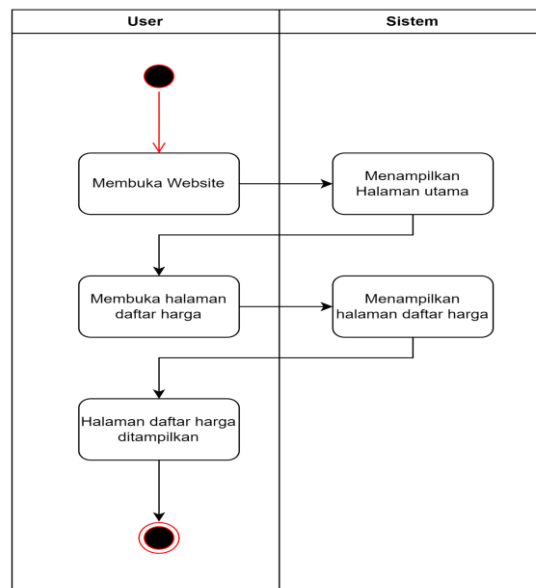 User
Sistem
Membuka Website
Menampilkan
Halaman utama
Membuka halaman
daftar harga
Menampilkan
halaman daftar harga
Halaman daftar harga
ditampilkan